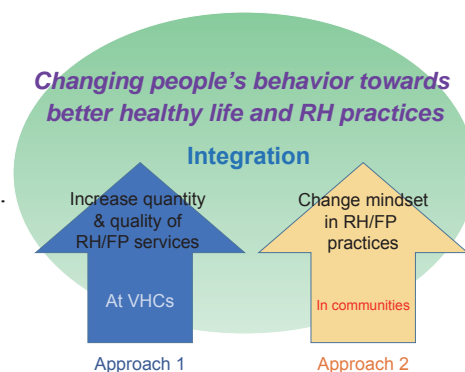 Changing people's behavior towards
better healthy life and RH practices
Integration
Increase quantity
& quality of
RH/FP services
At VHCs
Approach 1
Change mindset
in RH/FP
practices
In communities
Approach 2